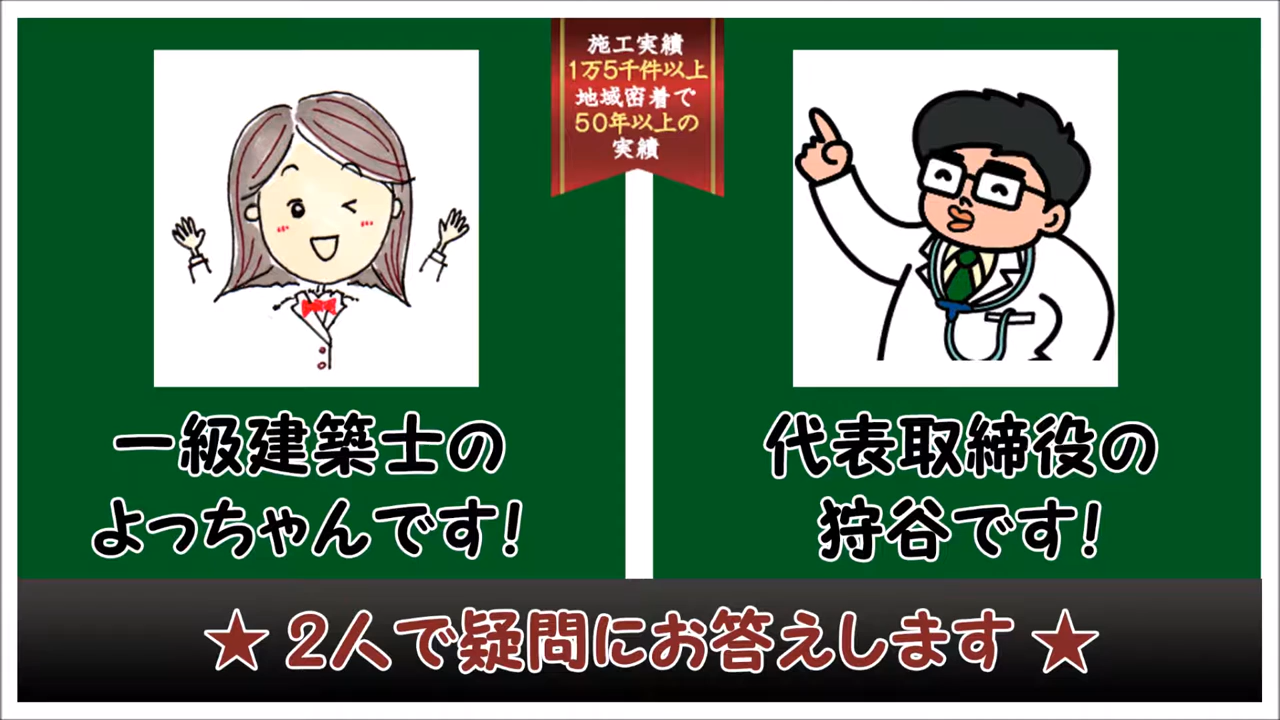 施工実績
1万5千件以上
地域密着で
50年以上の
実績
一級建築士の
よっちゃんです!
代表取締役の
狩谷です!
★ 2人で疑問にお答えします ★